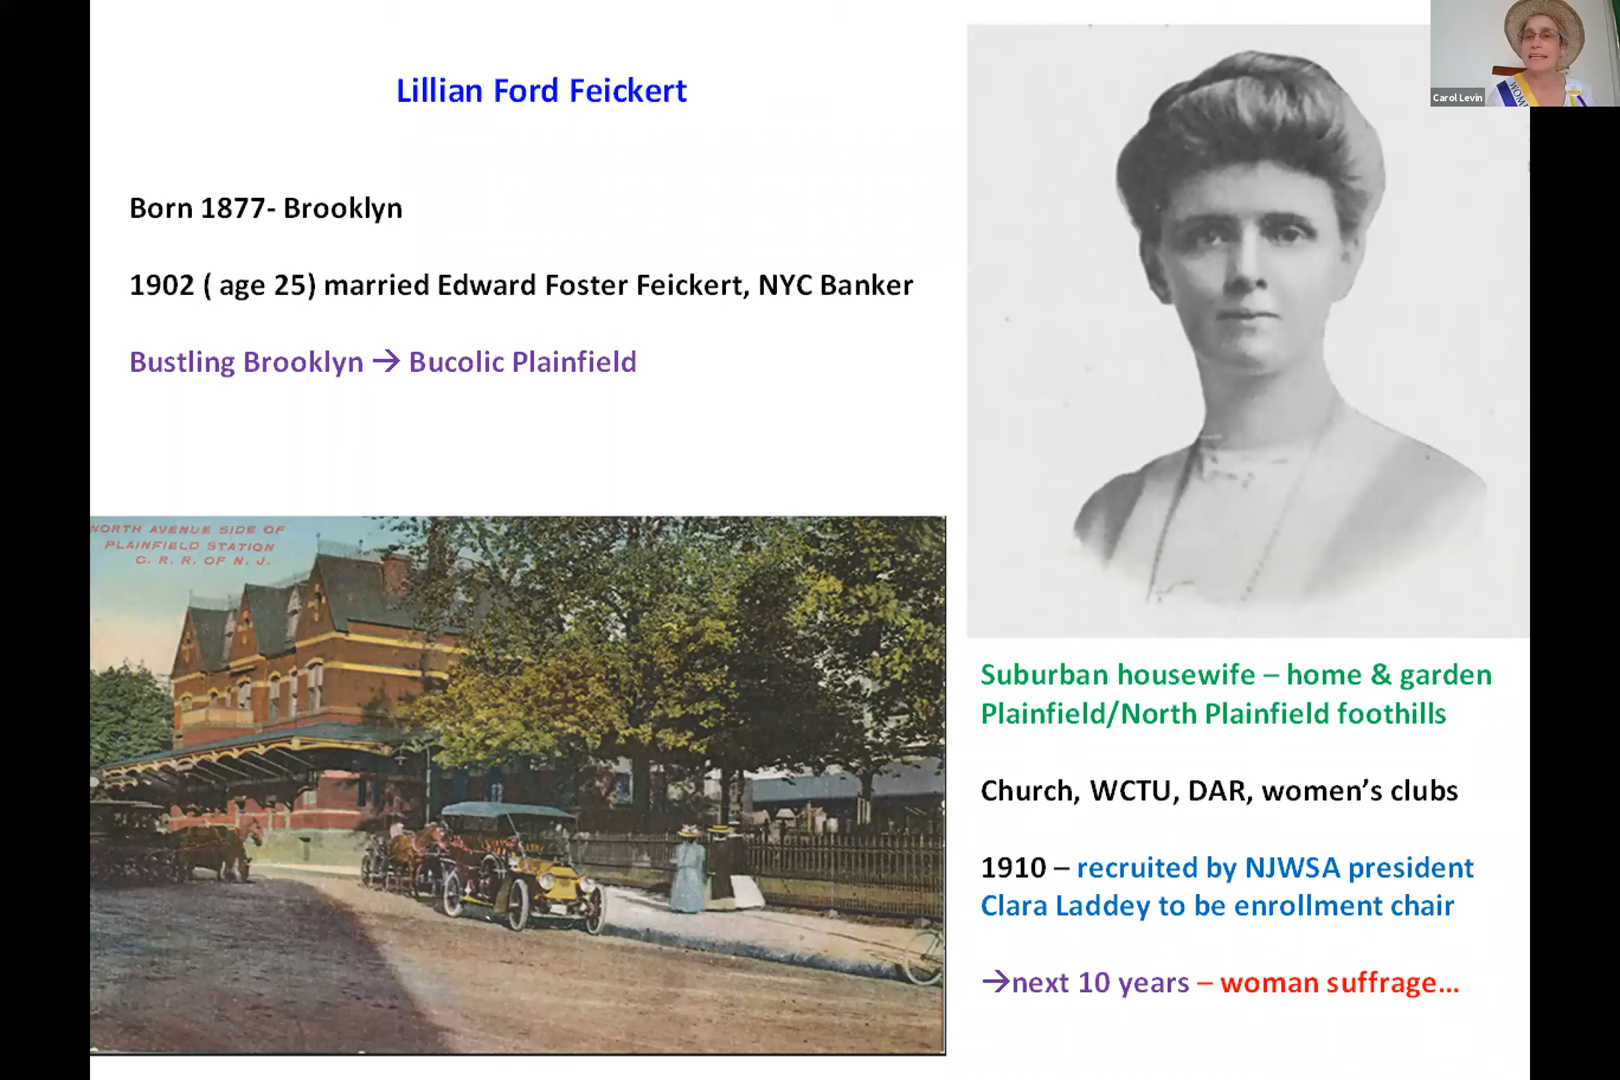 Lillian Ford Feickert
Born 1877- Brooklyn
1902 ( age 25) married Edward Foster Feickert, NYC Banker
Bustling Brooklyn → Bucolic Plainfield
NORTH AVENUE SIDE OF
PLAINFIELD STATION
C. R. R. OF N. J.
Carol Levin
Suburban housewife – home & garden
Plainfield/North Plainfield foothills
Church, WCTU, DAR, women’s clubs
1910 – recruited by NJWSA president
Clara Laddey to be enrollment chair
→next 10 years – woman suffrage...